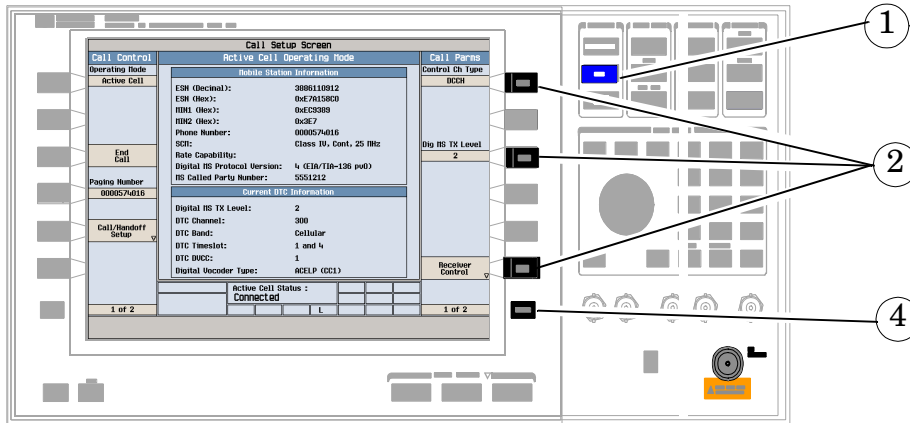 Call Setup Screen
Call Control
Active Cell Operating Mode
Call Parms
Operating Mode
Active Cell
End
Call
Paging Number
0000574016
Call/Handoff
Setup
1 of 2
Mobile Station Information
ESN (Decimal): 3886110912
ESN (Hex): 0xE7A158C0
MIN1 (Hex): 0xEC9389
MIN2 (Hex): 0x3E7
Phone Number: 0000574016
SCM: Class IV, Cont, 25 MHz
Rate Capability:
Digital MS Protocol Version: 4 (EIA/TIA-136 pv0)
MS Called Party Number: 5551212
Current DTC Information
Digital MS TX Level: 2
DTC Channel: 300
DTC Band: Cellular
DTC Timeslot: 1 and 4
DTC DVCC: 1
Digital Vocoder Type: ACELP (CC1)
Active Cell Status :
Connected
L
Control Ch Type
DCCH
Dig MS TX Level
2
Receiver
Control
1 of 2
1
2
4